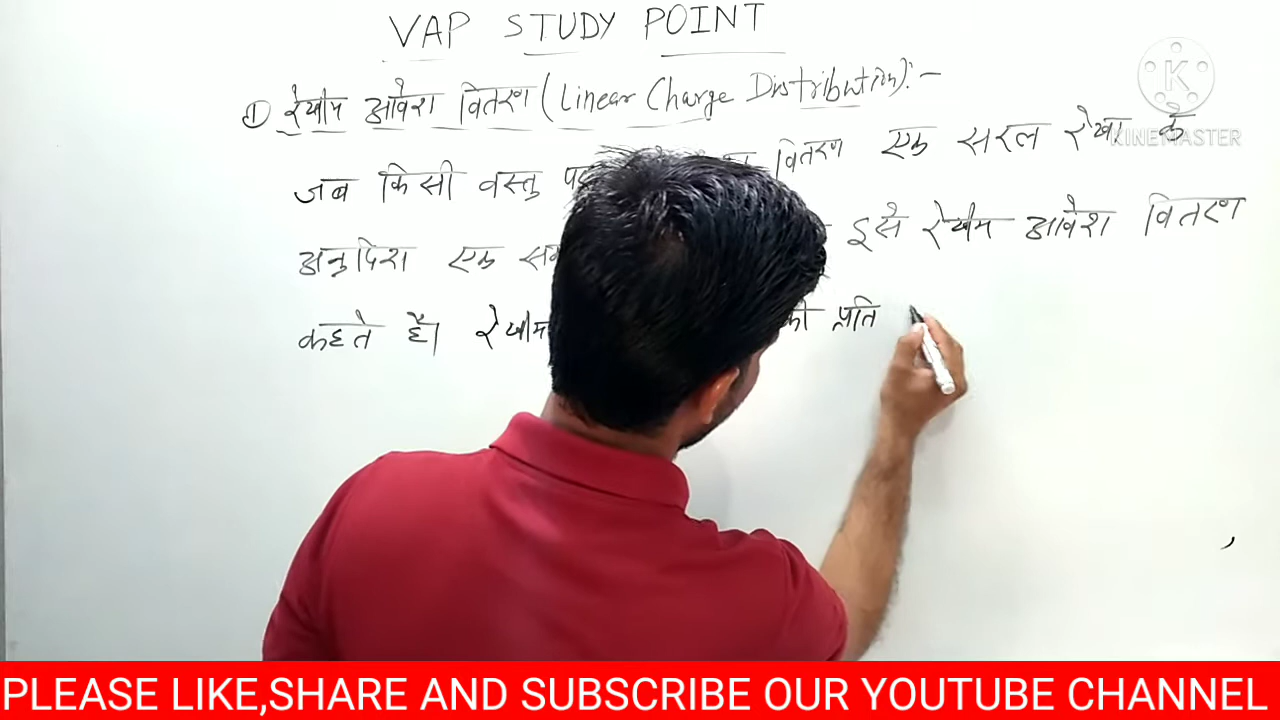 VAP STUDY POINT
① रेखीय आवेश वितरण (Linear Charge Distribution):-
जब किसी वस्तु पर वितरण एक सरल रेखा के
अनुदिश एक इसे रेखीय आवेश वितरण
कहते हैं। रेखीय को प्रति
K
KINEMASTER
PLEASE LIKE,SHARE AND SUBSCRIBE OUR YOUTUBE CHANNEL